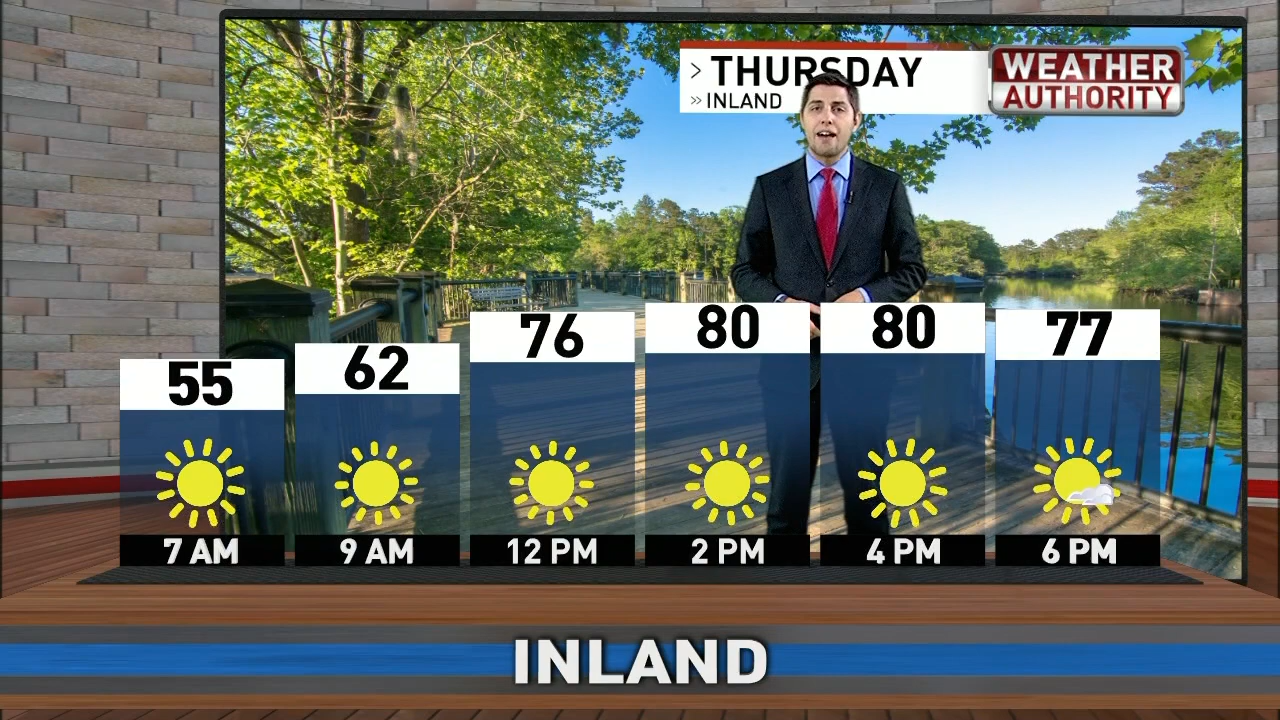 > THURSDAY
» INLAND
WEATHER
AUTHORITY
55
62
76
80
80
77
7 AM
9 AM
12 PM
2 PM
4 PM
6 PM
INLAND